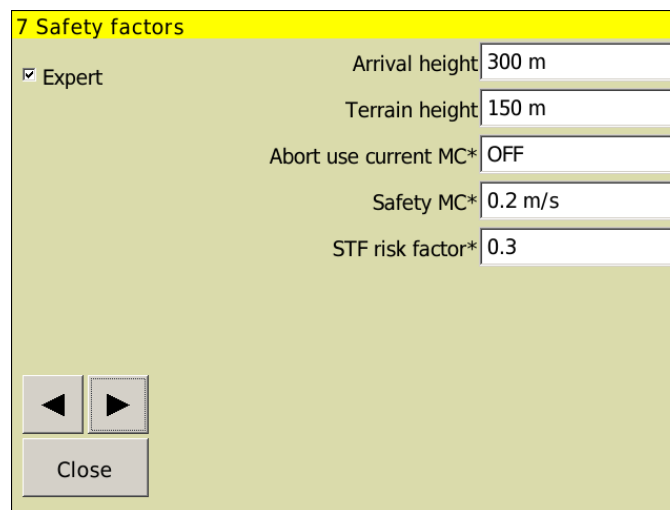 7 Safety factors
Expert
Arrival height 300 m
Terrain height 150 m
Abort use current MC* OFF
Safety MC* 0.2 m/s
STF risk factor* 0.3
Close